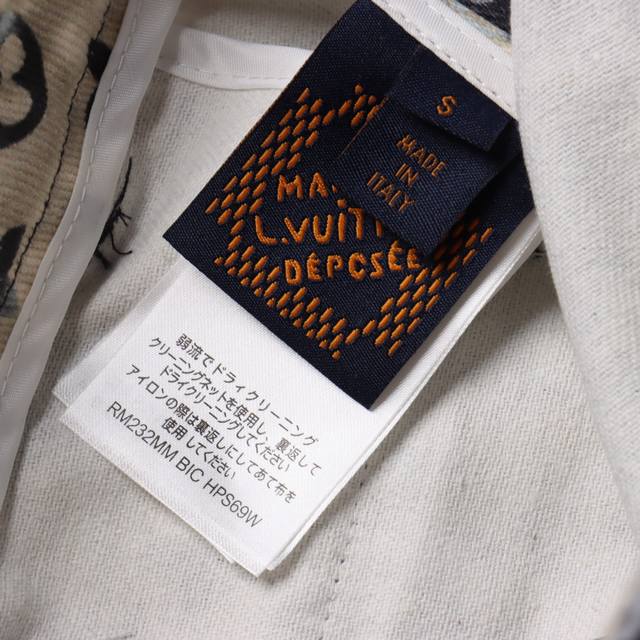 S
MADE
IN
ITALY
L.VUIT
DÉPOSÉE
弱流でドライクリーニング
クリーニングネットを使用し 裏返して
ドライクリーニングしてください
アイロンの際は裏返しにしてあて布を
使用 してください
RM232MM BIC HPS69W